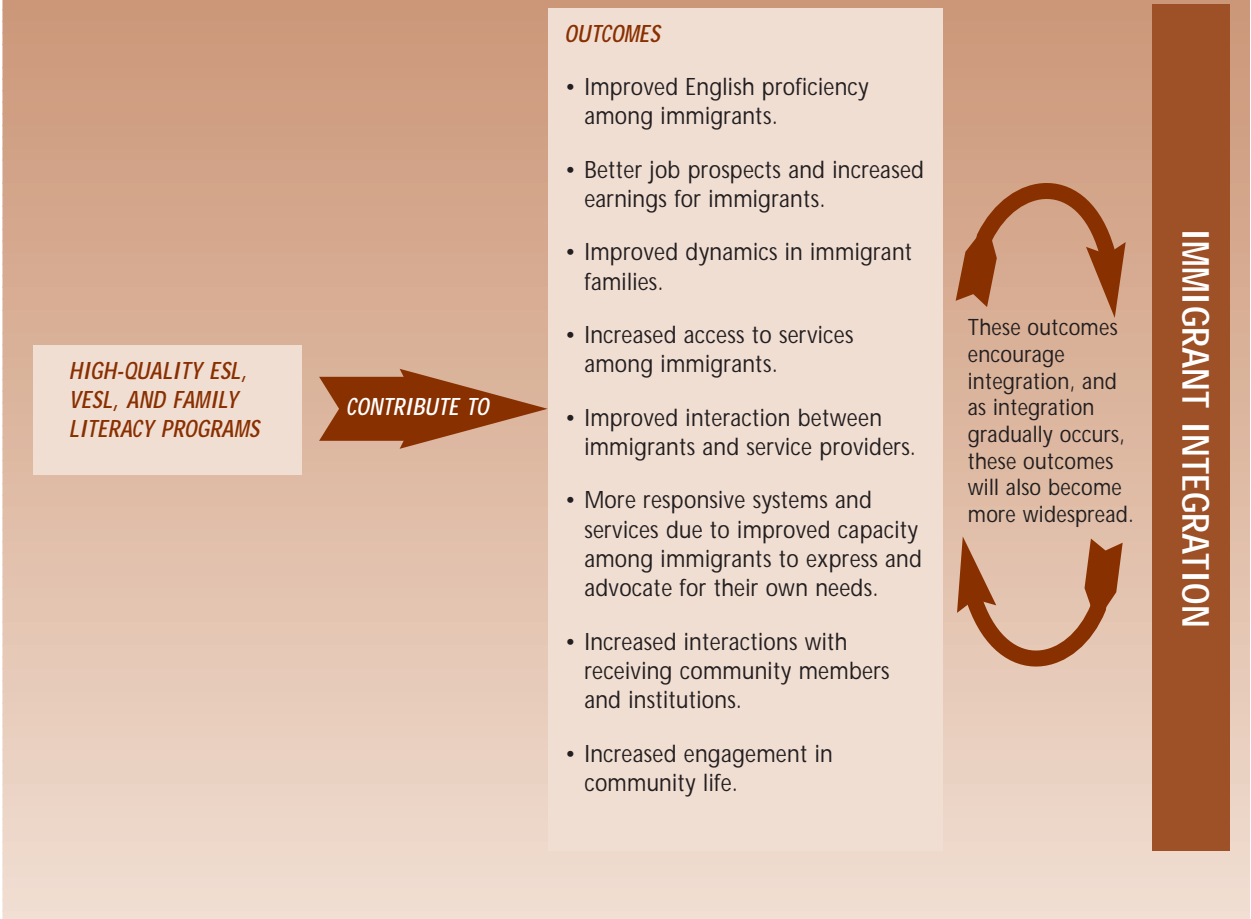 HIGH-QUALITY ESL,
VESL, AND FAMILY
LITERACY PROGRAMS
CONTRIBUTE TO
OUTCOMES
• Improved English proficiency
among immigrants.
• Better job prospects and increased
earnings for immigrants.
• Improved dynamics in immigrant
families.
• Increased access to services
among immigrants.
• Improved interaction between
immigrants and service providers.
• More responsive systems and
services due to improved capacity
among immigrants to express and
advocate for their own needs.
• Increased interactions with
receiving community members
and institutions.
• Increased engagement in
community life.
These outcomes
encourage
integration, and
as integration
gradually occurs,
these outcomes
will also become
more widespread.
IMMIGRANT INTEGRATION